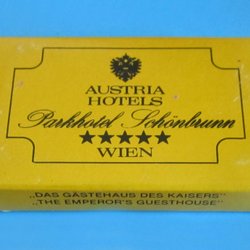 AUSTRIA
HOTELS
Parkhotel Schönbrunn
★★★★★
WIEN
„DAS GÄSTEHAUS DES KAISERS"
„THE EMPEROR'S GUESTHOUSE"